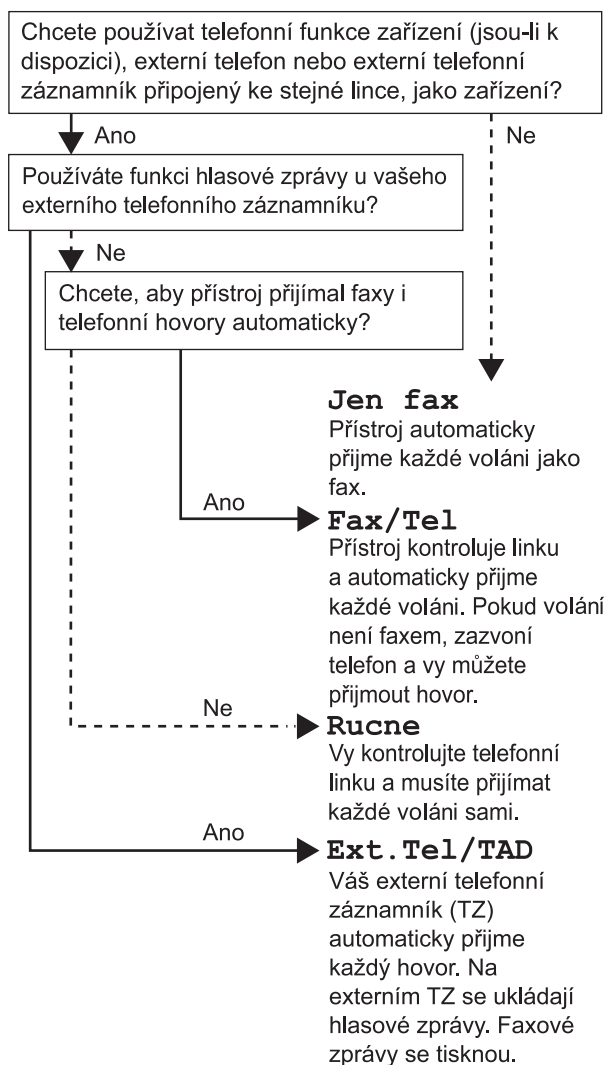 Chcete používat telefonní funkce zařízení (jsou-li k
dispozici), externí telefon nebo externí telefonní
záznamník připojený ke stejné lince, jako zařízení?
Ano
Ne
Používáte funkci hlasové zprávy u vašeho
externího telefonního záznamníku?
Ne
Chcete, aby přístroj přijímal faxy i
telefonní hovory automaticky?
Jen fax
Přístroj automaticky
přijme každé voláni jako
fax.
Ano
Fax/Tel
Přístroj kontroluje linku
a automaticky přijme
každé voláni. Pokud volání
není faxem, zazvoní
telefon a vy můžete
přijmout hovor.
Ne
Rucne
Vy kontrolujte telefonní
linku a musíte přijímat
každé voláni sami.
Ano
Ext.Tel/TAD
Váš externí telefonní
záznamník (TZ)
automaticky přijme
každý hovor. Na
externím TZ se ukládají
hlasové zprávy. Faxové
zprávy se tisknou.